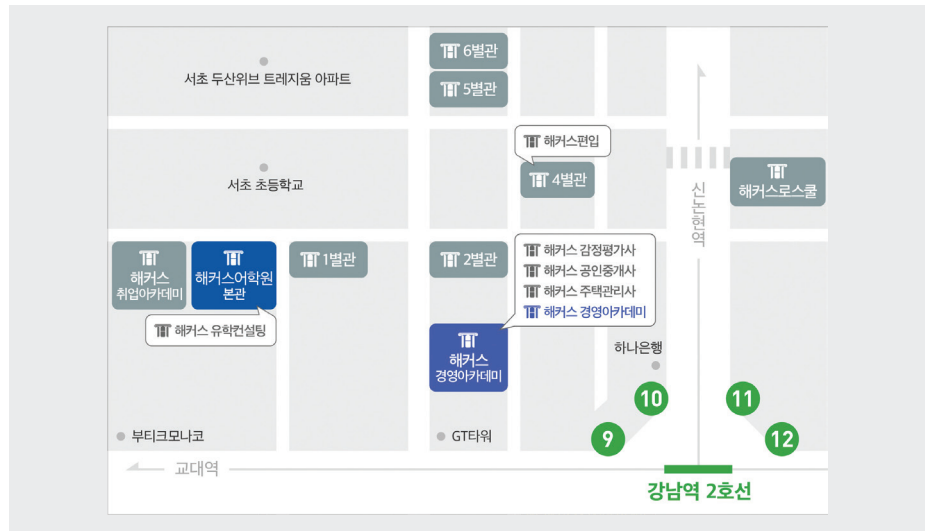 6별관
서초 두산위브 트레지움 아파트
5별관
해커스편입
서초 초등학교
4별관
해커스로스쿨
신논현역
해커스
취업아카데미
해커스어학원
본관
1별관
2별관
해커스 감정평가사
해커스 공인중개사
해커스 주택관리사
해커스 경영아카데미
해커스 유학컨설팅
해커스
경영아카데미
하나은행
10
11
9
12
부티크모나코
GT타워
교대역
강남역 2호선